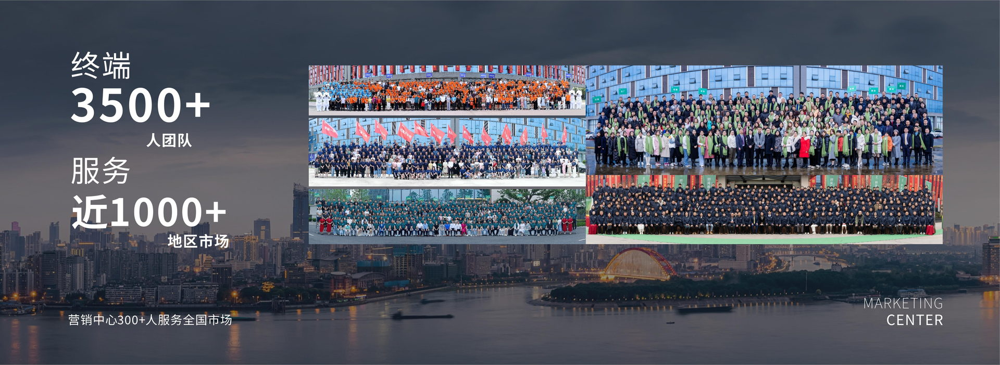 终端
3500+
人团队
服务
近1000+
地区市场
营销中心300+人服务全国市场
MARKETING
CENTER